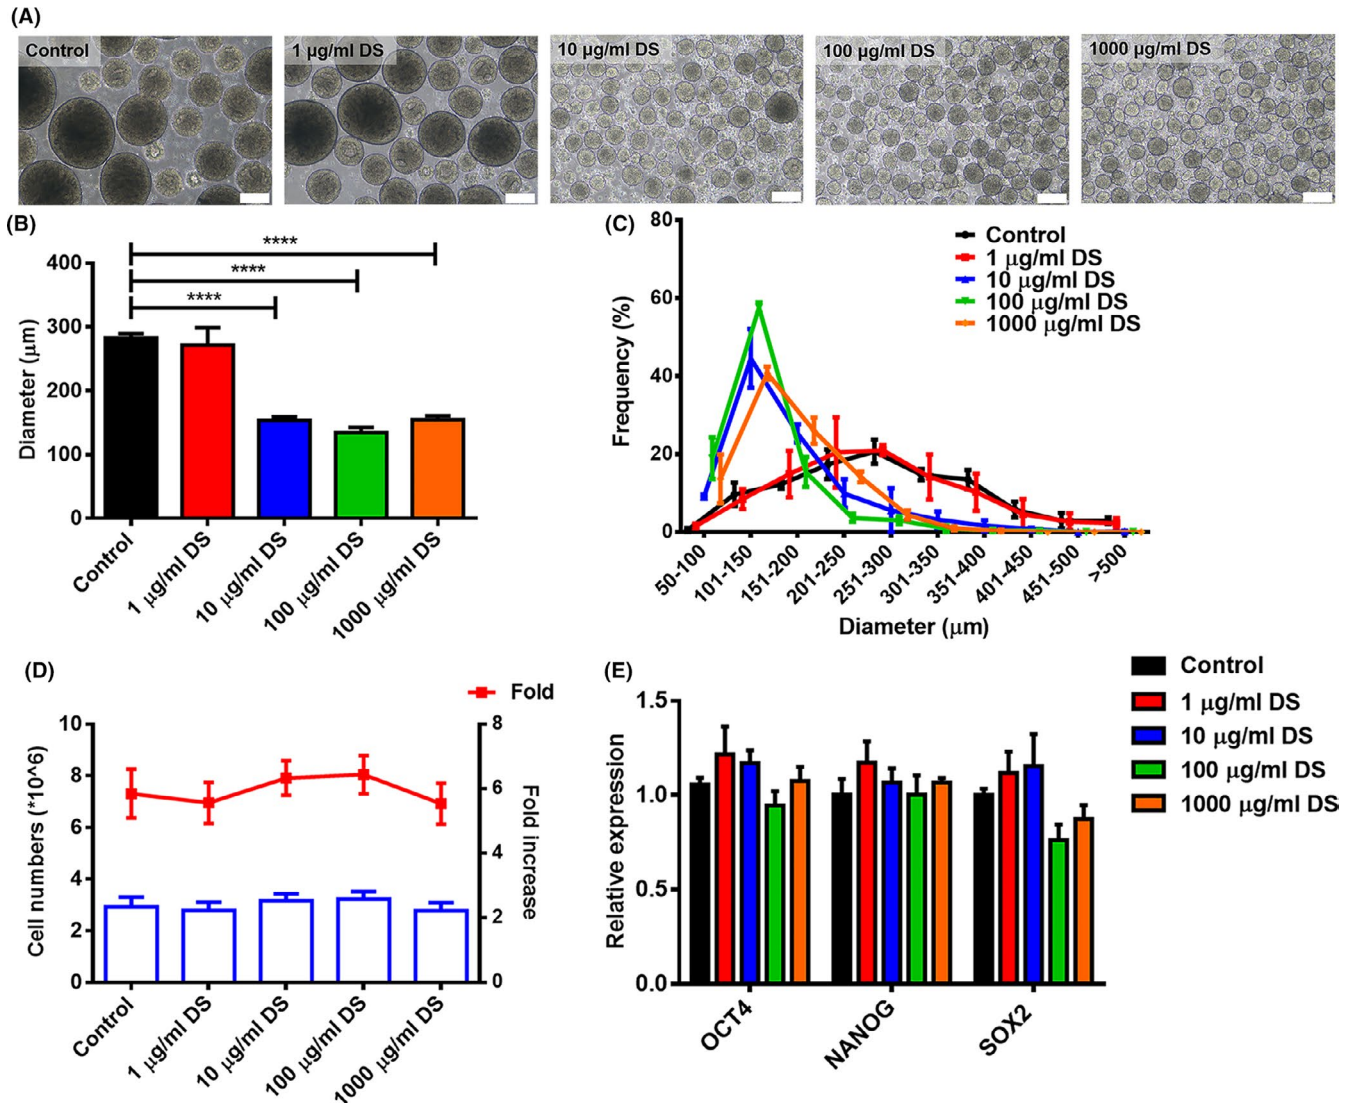 (A)
Control
1 μg/ml DS
10 μg/ml DS
100 μg/ml DS
1000 μg/ml DS
(B)
****
****
****
400
300
200
100
0
Diameter (μm)
Control
1 μg/ml DS
10 μg/ml DS
100 μg/ml DS
1000 μg/ml DS
(C)
80
60
40
20
0
Frequency (%)
Control
1 μg/ml DS
10 μg/ml DS
100 μg/ml DS
1000 μg/ml DS
50-100
101-150
151-200
201-250
251-300
301-350
351-400
401-450
451-500
>500
Diameter (μm)
(D)
Fold
10
8
6
4
2
0
Cell numbers (*10^6)
8
6
4
2
0
Fold increase
Control
1 μg/ml DS
10 μg/ml DS
100 μg/ml DS
1000 μg/ml DS
(E)
1.5
1.0
0.5
0.0
Relative expression
OCT4
NANOG
SOX2
Control
1 μg/ml DS
10 μg/ml DS
100 μg/ml DS
1000 μg/ml DS